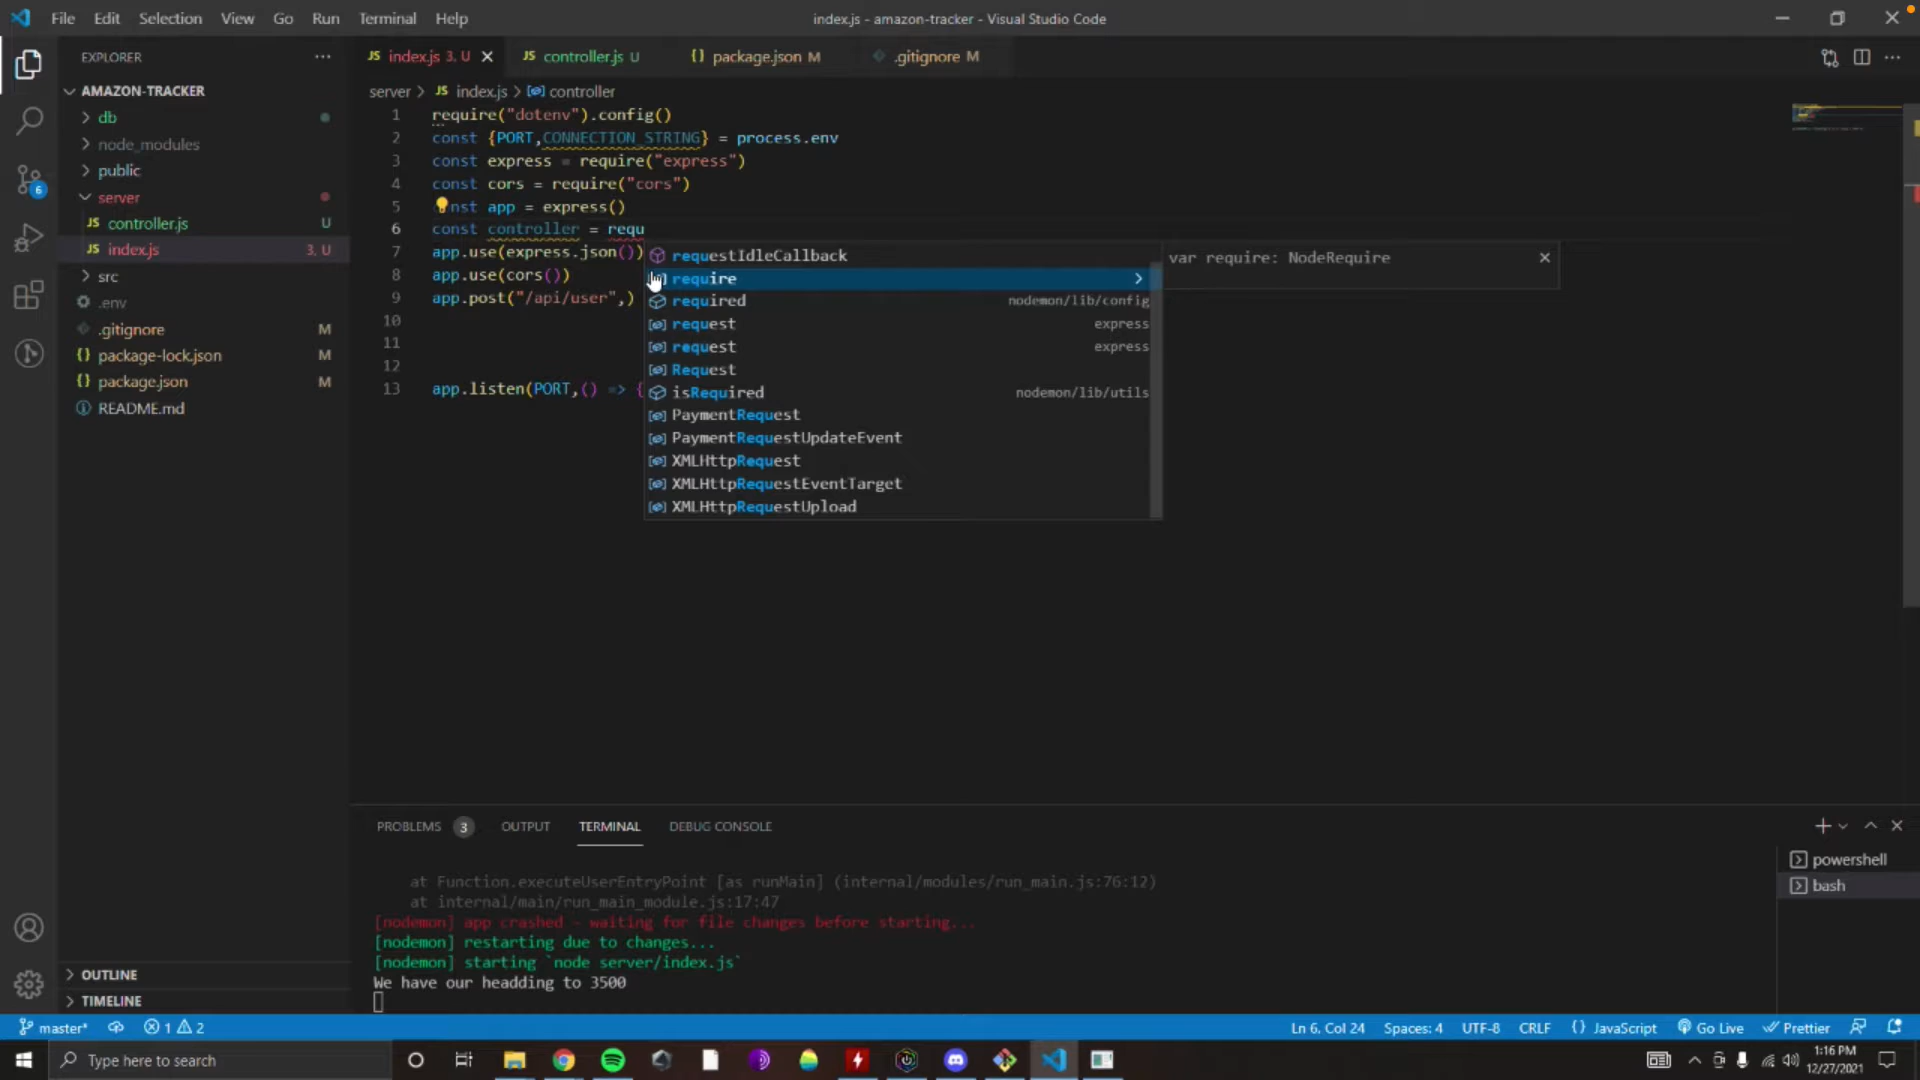 File Edit Selection View Go Run Terminal Help
index.js - amazon-tracker - Visual Studio Code
EXPLORER
AMAZON-TRACKER
db
node_modules
public
server
controller.js U
index.js 3, U
src
.env
.gitignore M
package-lock.json M
package.json M
README.md
OUTLINE
TIMELINE
6
JS index.js 3, U
JS controller.js U
{} package.json M
.gitignore M
server > JS index.js > controller
1 require("dotenv").config()
2 const {PORT,CONNECTION_STRING} = process.env
3 const express = require("express")
4 const cors = require("cors")
5 nst app = express()
6 const controller = requ
7 app.use(express.json())
8 app.use(cors())
9 app.post("/api/user",)
10
11
12
13 app.listen(PORT,() => {
requestIdleCallback
require
required nodemon/lib/config
request express
request express
Request
isRequired nodemon/lib/utils
PaymentRequest
PaymentRequestUpdateEvent
XMLHttpRequest
XMLHttpRequestEventTarget
XMLHttpRequestUpload
var require: NodeRequire
PROBLEMS 3 OUTPUT TERMINAL DEBUG CONSOLE
at Function.executeUserEntryPoint [as runMain] (internal/modules/run_main.js:76:12)
at internal/main/run_main_module.js:17:47
[nodemon] app crashed - waiting for file changes before starting...
[nodemon] restarting due to changes...
[nodemon] starting `node server/index.js`
We have our headding to 3500
powershell
bash
master* 1 2
Ln 6, Col 24 Spaces: 4 UTF-8 CRLF {} JavaScript Go Live Prettier
Type here to search
1:16 PM
12/27/2021